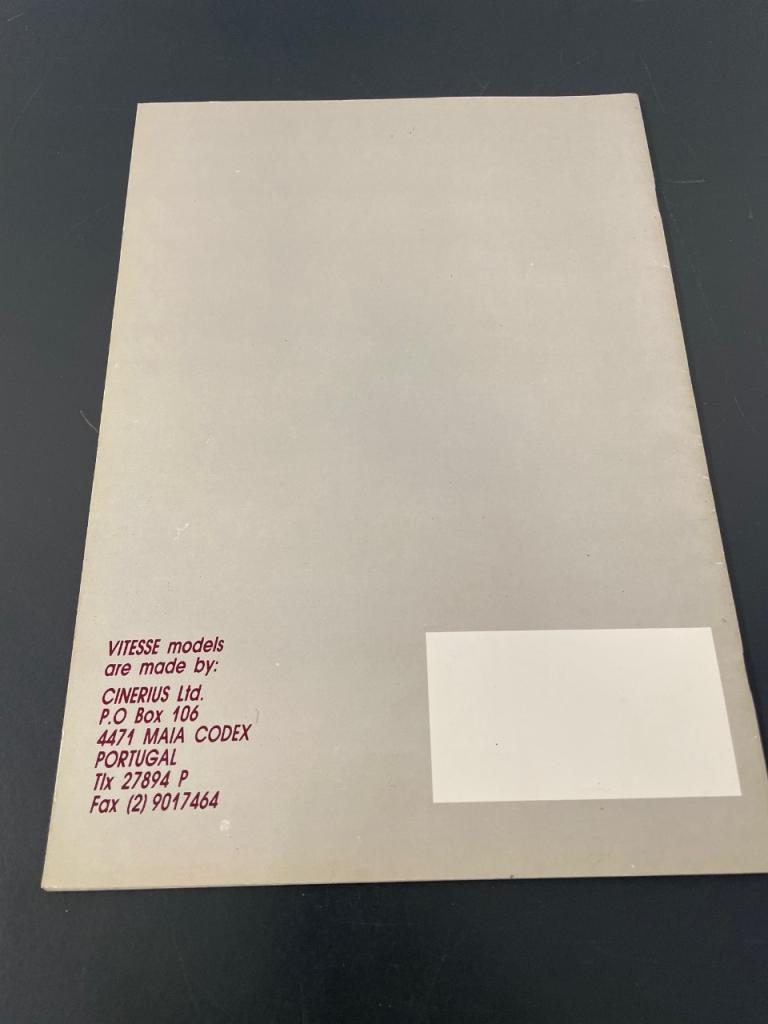 VITESSE models
are made by:
CINERIUS Ltd.
P.O Box 106
4471 MAIA CODEX
PORTUGAL
Tlx 27894 P
Fax (2) 9017464